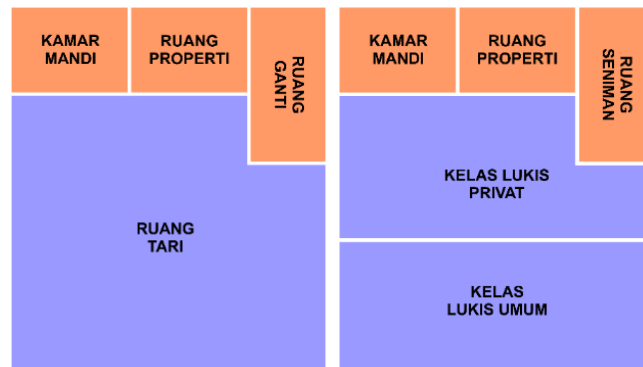 KAMAR
MANDI
RUANG
PROPERTI
RUANG
GANTI
RUANG
TARI
KAMAR
MANDI
RUANG
PROPERTI
RUANG
SENIMAN
KELAS LUKIS
PRIVAT
KELAS
LUKIS UMUM